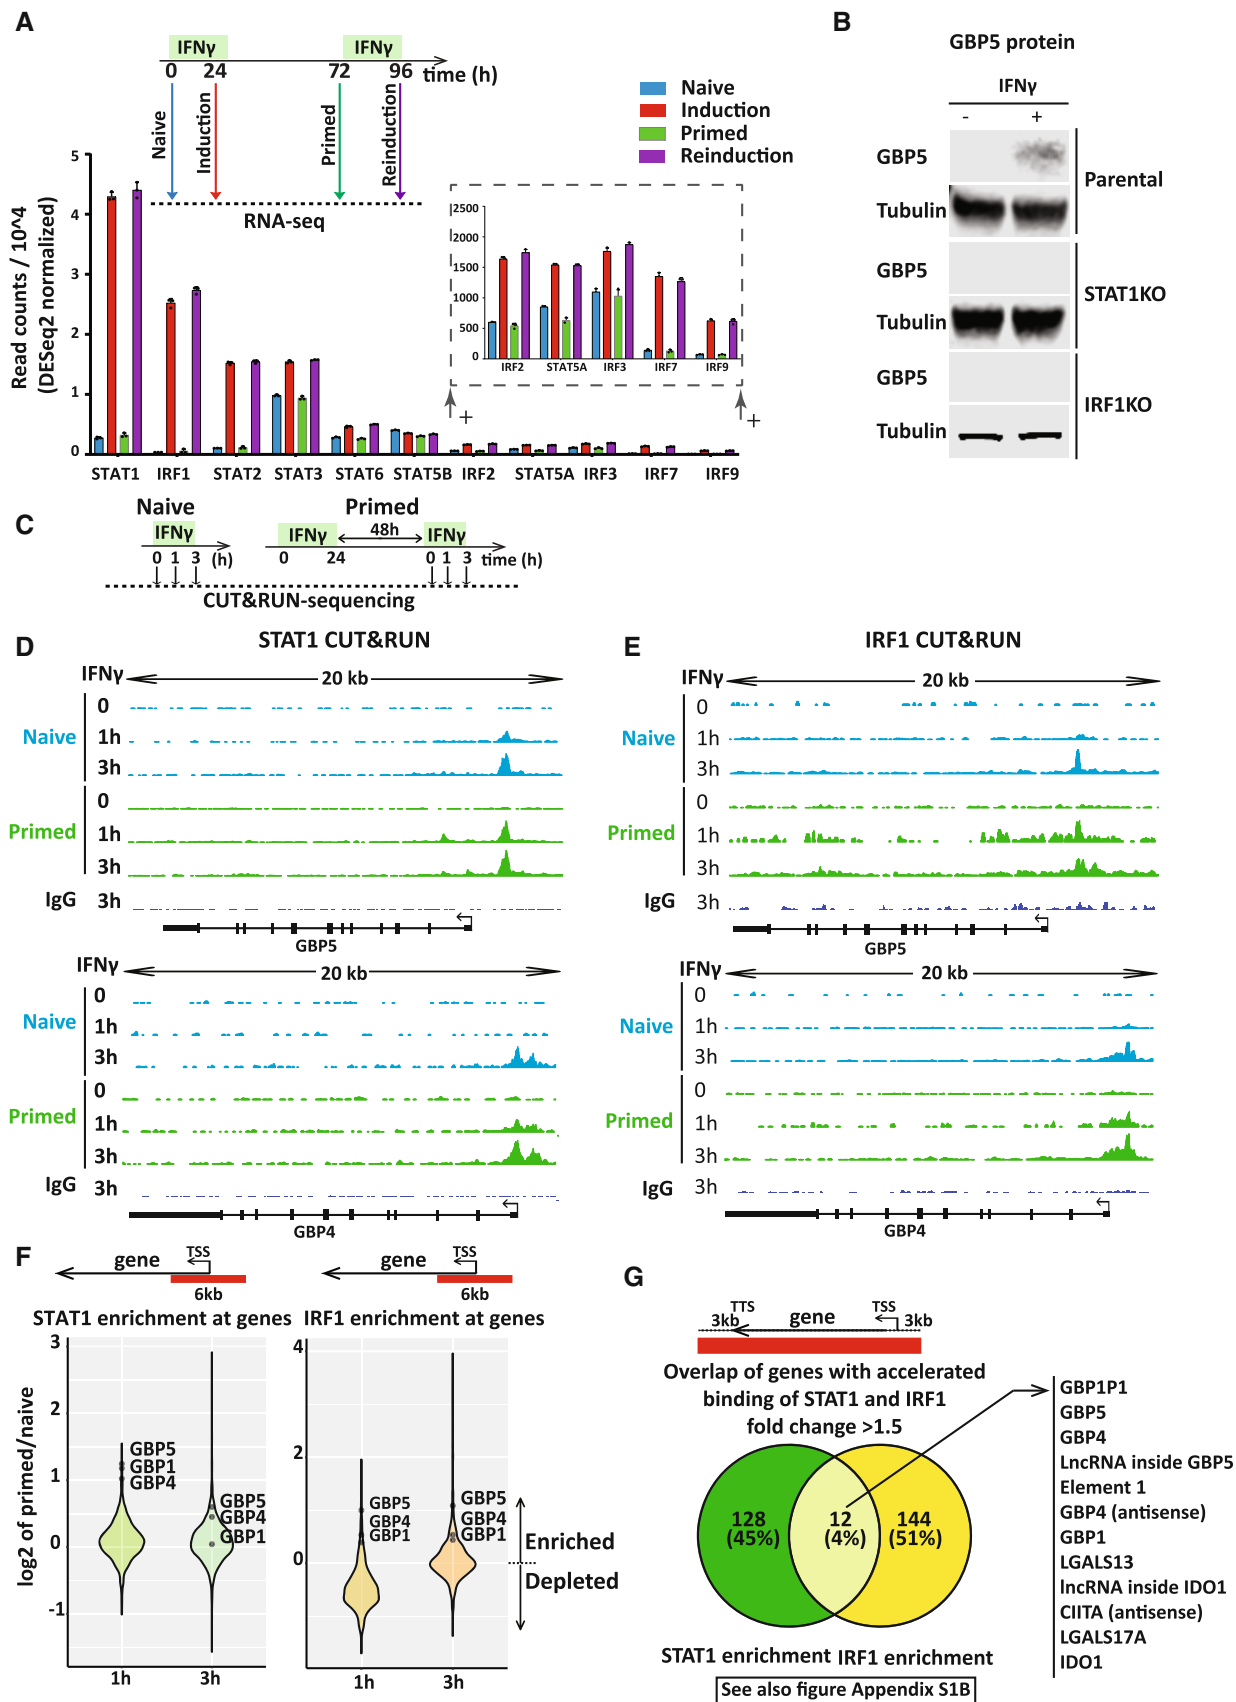 A
IFNγ
IFNγ
0
24
72
96
time (h)
Naive
Induction
Primed
Reinduction
RNA-seq
Naive
Induction
Primed
Reinduction
Read counts / 10^4
(DESeq2 normalized)
5
4
3
2
1
0
STAT1
IRF1
STAT2
STAT3
STAT6
STAT5B
IRF2
STAT5A
IRF3
IRF7
IRF9
2500
2000
1500
1000
500
0
IRF2
STAT5A
IRF3
IRF7
IRF9
+
+
B
GBP5 protein
IFNγ
-
+
GBP5
Tubulin
Parental
GBP5
Tubulin
STAT1KO
GBP5
Tubulin
IRF1KO
C
Naive
IFNγ
0 1 3 (h)
Primed
IFNγ
48h
IFNγ
0 24 0 1 3 time (h)
CUT&RUN-sequencing
D
STAT1 CUT&RUN
IFNγ
20 kb
Naive
0
1h
3h
Primed
0
1h
3h
IgG 3h
GBP5
IFNγ
20 kb
Naive
0
1h
3h
Primed
0
1h
3h
IgG 3h
GBP4
E
IRF1 CUT&RUN
IFNγ
20 kb
Naive
0
1h
3h
Primed
0
1h
3h
IgG 3h
GBP5
IFNγ
20 kb
Naive
0
1h
3h
Primed
0
1h
3h
IgG 3h
GBP4
F
gene
TSS
6kb
STAT1 enrichment at genes
log2 of primed/naive
3
2
1
0
-1
GBP5
GBP1
GBP4
GBP5
GBP4
GBP1
1h
3h
gene
TSS
6kb
IRF1 enrichment at genes
4
2
0
GBP5
GBP4
GBP1
GBP5
GBP4
GBP1
Enriched
Depleted
1h
3h
G
3kb
TTS
gene
TSS
3kb
Overlap of genes with accelerated
binding of STAT1 and IRF1
fold change >1.5
128
(45%)
12
(4%)
144
(51%)
STAT1 enrichment
IRF1 enrichment
See also figure Appendix S1B
GBP1P1
GBP5
GBP4
LncRNA inside GBP5
Element 1
GBP4 (antisense)
GBP1
LGALS13
lncRNA inside IDO1
CIITA (antisense)
LGALS17A
IDO1